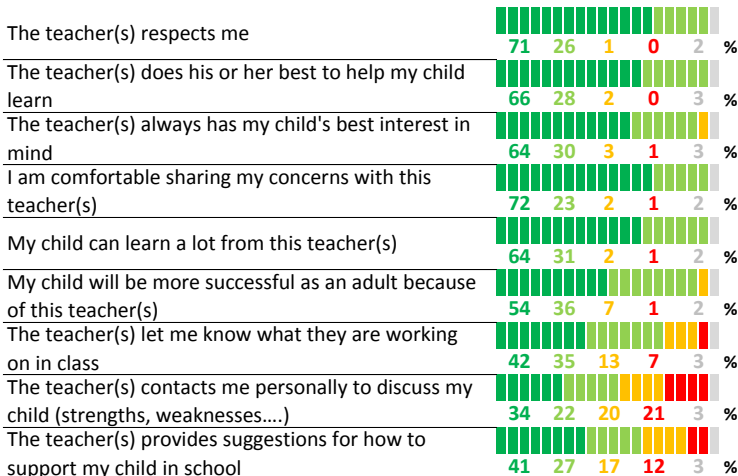 The teacher(s) respects me
71 26 1 0 2 %
The teacher(s) does his or her best to help my child
learn
66 28 2 0 3 %
The teacher(s) always has my child's best interest in
mind
64 30 3 1 3 %
I am comfortable sharing my concerns with this
teacher(s)
72 23 2 1 2 %
My child can learn a lot from this teacher(s)
64 31 2 1 2 %
My child will be more successful as an adult because
of this teacher(s)
54 36 7 1 2 %
The teacher(s) let me know what they are working
on in class
42 35 13 7 3 %
The teacher(s) contacts me personally to discuss my
child (strengths, weaknesses....)
34 22 20 21 3 %
The teacher(s) provides suggestions for how to
support my child in school
41 27 17 12 3 %